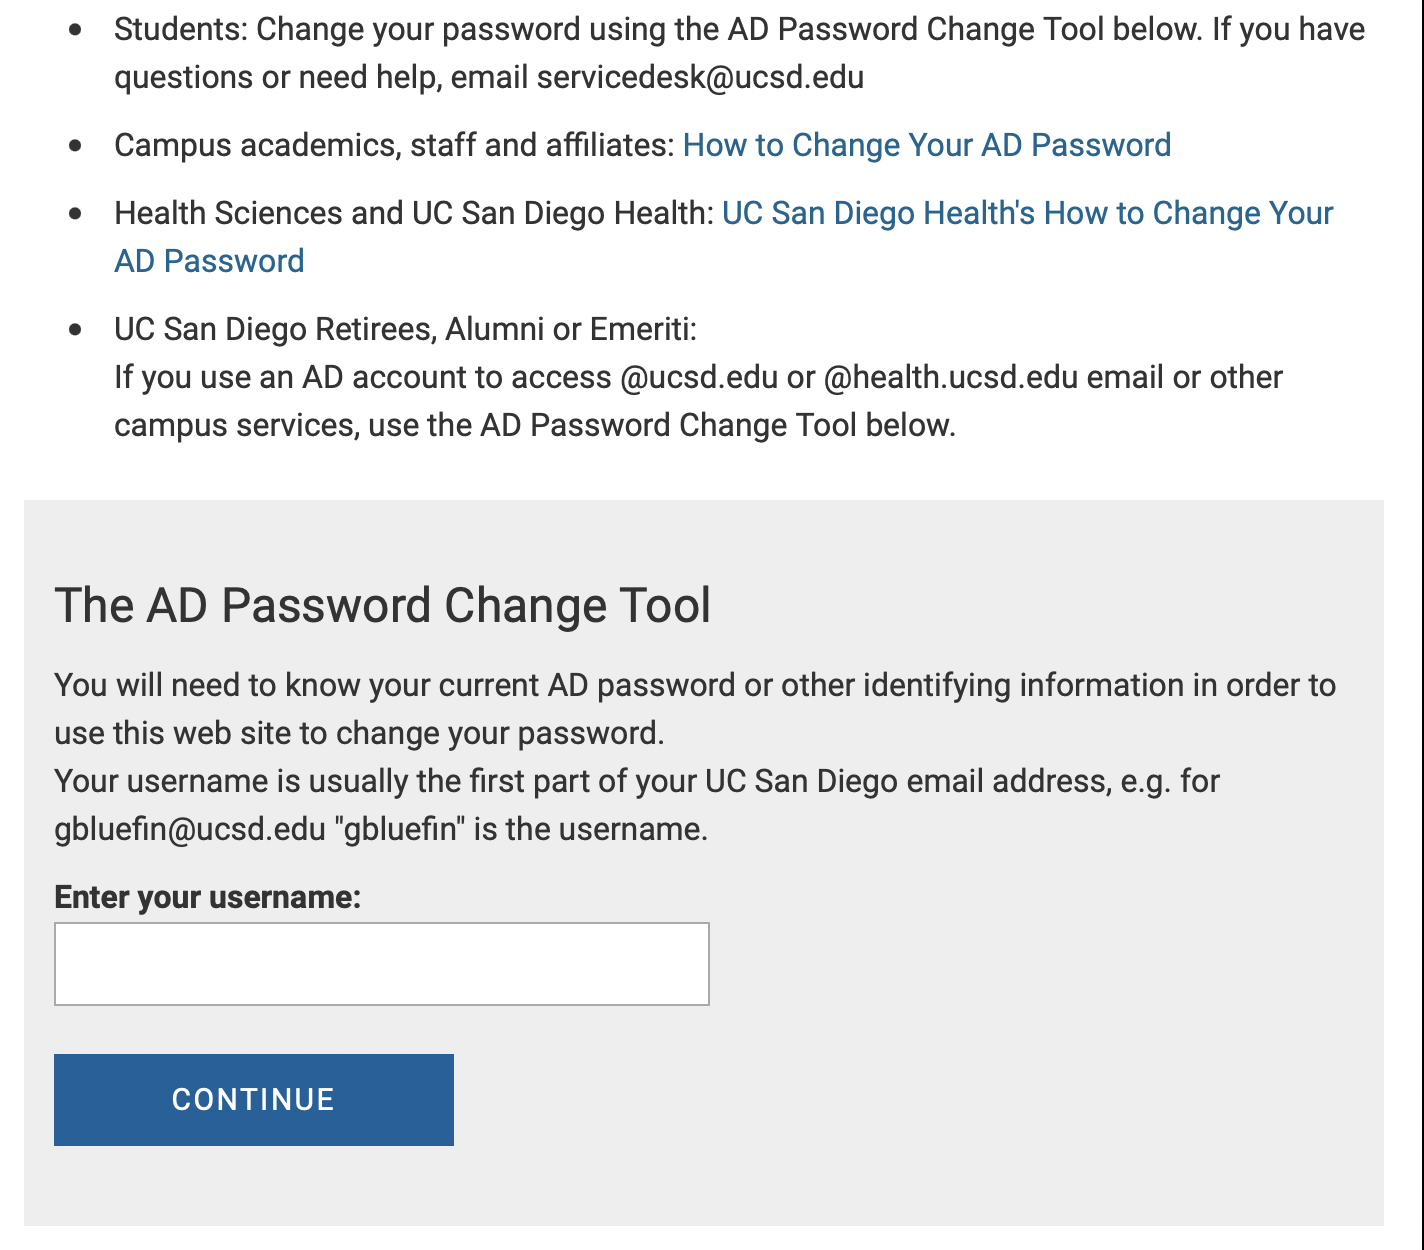 Students: Change your password using the AD Password Change Tool below. If you have
questions or need help, email servicedesk@ucsd.edu
Campus academics, staff and affiliates: How to Change Your AD Password
Health Sciences and UC San Diego Health: UC San Diego Health's How to Change Your
AD Password
UC San Diego Retirees, Alumni or Emeriti:
If you use an AD account to access @ucsd.edu or @health.ucsd.edu email or other
campus services, use the AD Password Change Tool below.
The AD Password Change Tool
You will need to know your current AD password or other identifying information in order to
use this web site to change your password.
Your username is usually the first part of your UC San Diego email address, e.g. for
gbluefin@ucsd.edu "gbluefin" is the username.
Enter your username:
CONTINUE